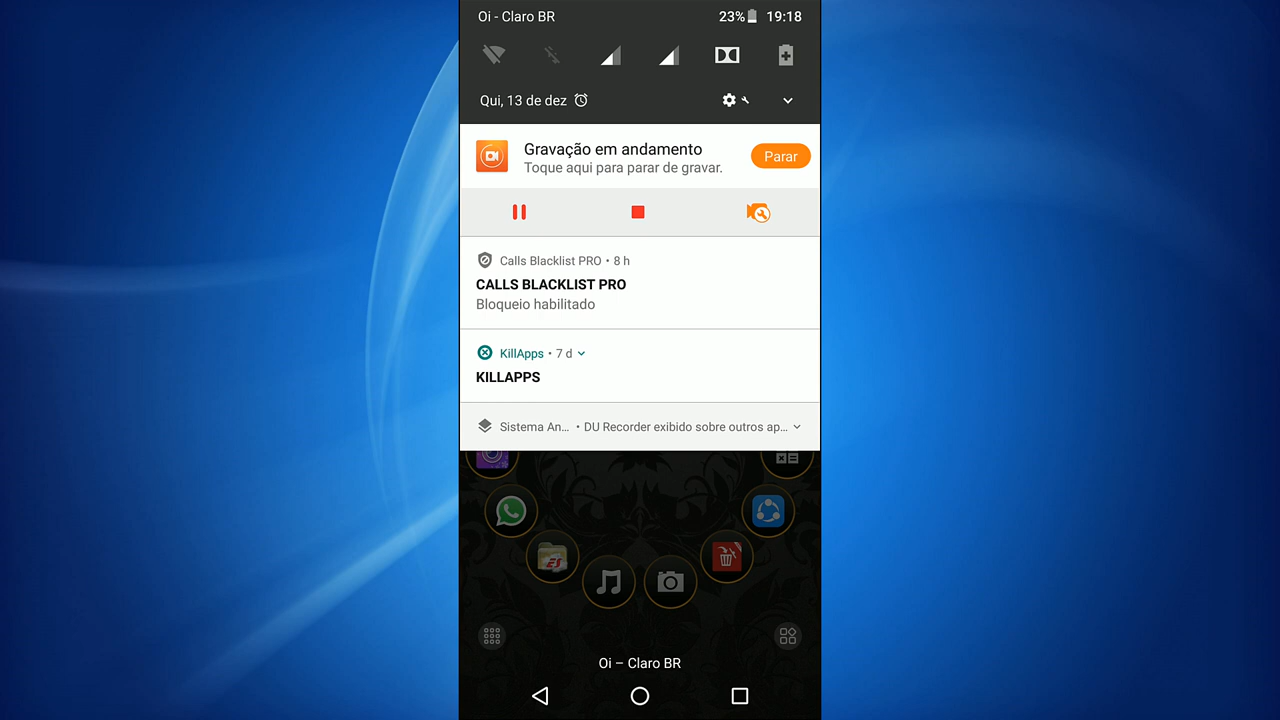 Oi - Claro BR
23%
19:18
Qui, 13 de dez
Gravação em andamento
Toque aqui para parar de gravar.
Parar
Calls Blacklist PRO • 8 h
CALLS BLACKLIST PRO
Bloqueio habilitado
KillApps • 7 d
KILLAPPS
Sistema An... • DU Recorder exibido sobre outros ap...
Oi – Claro BR